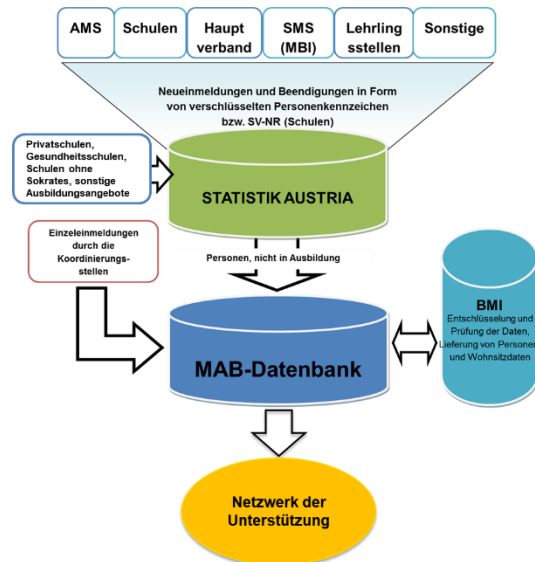 AMS
Schulen
Haupt
verband
SMS
(MBI)
Lehrling
sstellen
Sonstige
Neueinmeldungen und Beendigungen in Form
von verschlüsselten Personenkennzeichen
bzw. SV-NR (Schulen)
Privatschulen,
Gesundheitsschulen,
Schulen ohne
Sokrates, sonstige
Ausbildungsangebote
STATISTIK AUSTRIA
Einzeleinmeldungen
durch die
Koordinierungs-
stellen
Personen, nicht in Ausbildung
BMI
Entschlüsselung und
Prüfung der Daten,
Lieferung von Personen
und Wohnsitzdaten
MAB-Datenbank
Netzwerk der
Unterstützung